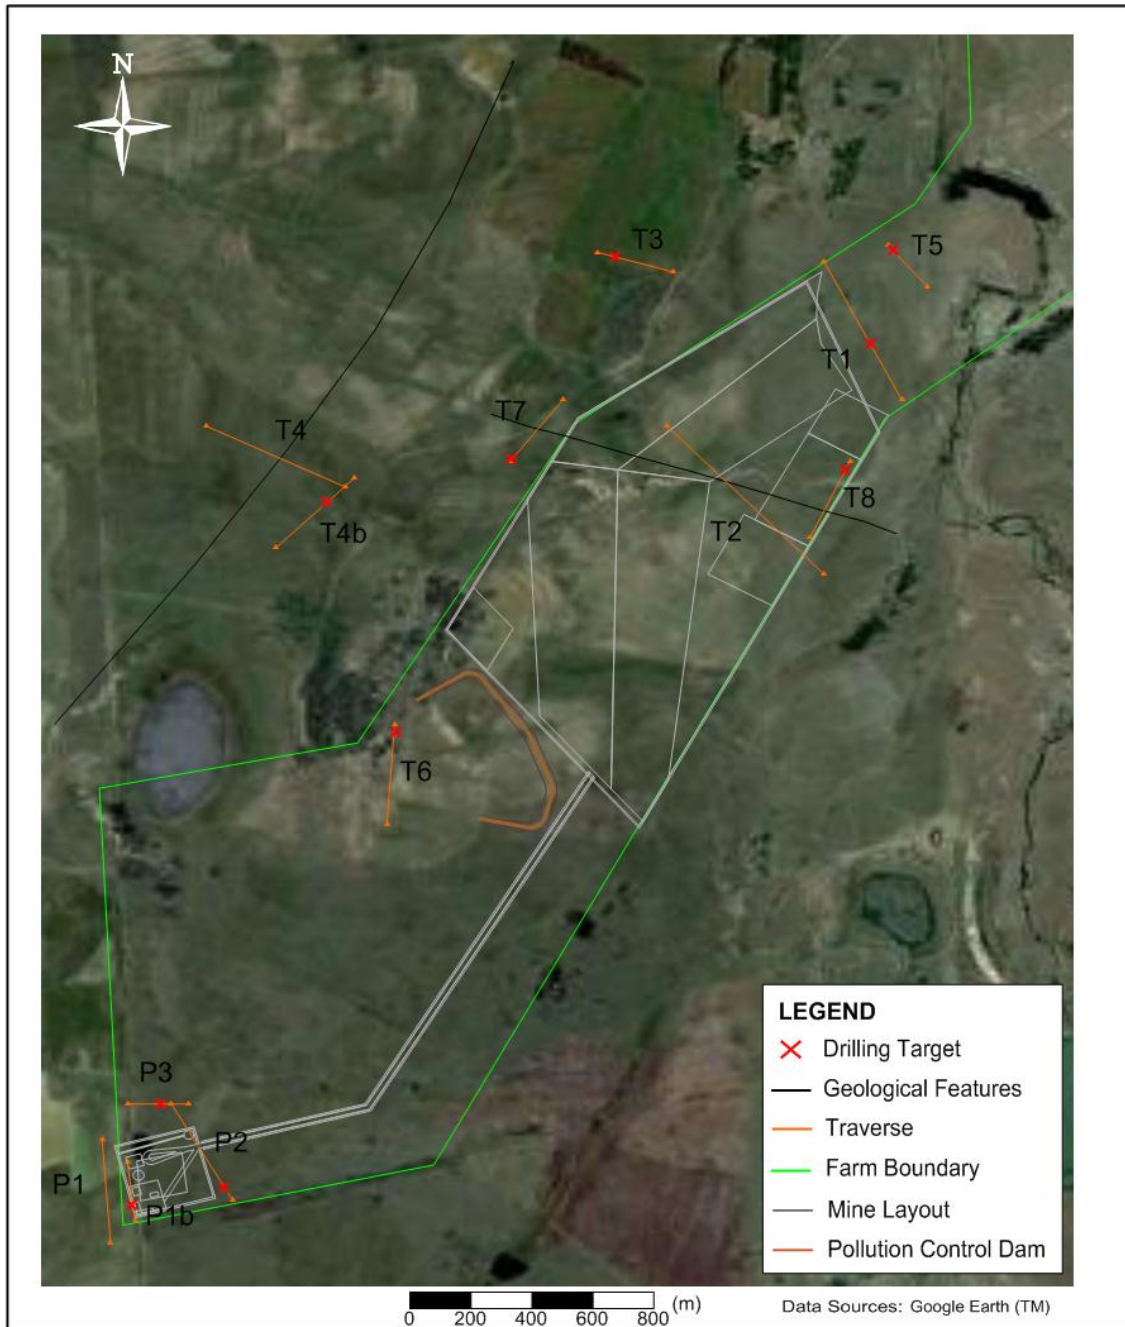 N
T3
T5
T1
T7
T4
T8
T4b
T2
T6
P3
P2
P1
P1b
LEGEND
Drilling Target
Geological Features
Traverse
Farm Boundary
Mine Layout
Pollution Control Dam
(m)
0 200 400 600 800
Data Sources: Google Earth (TM)